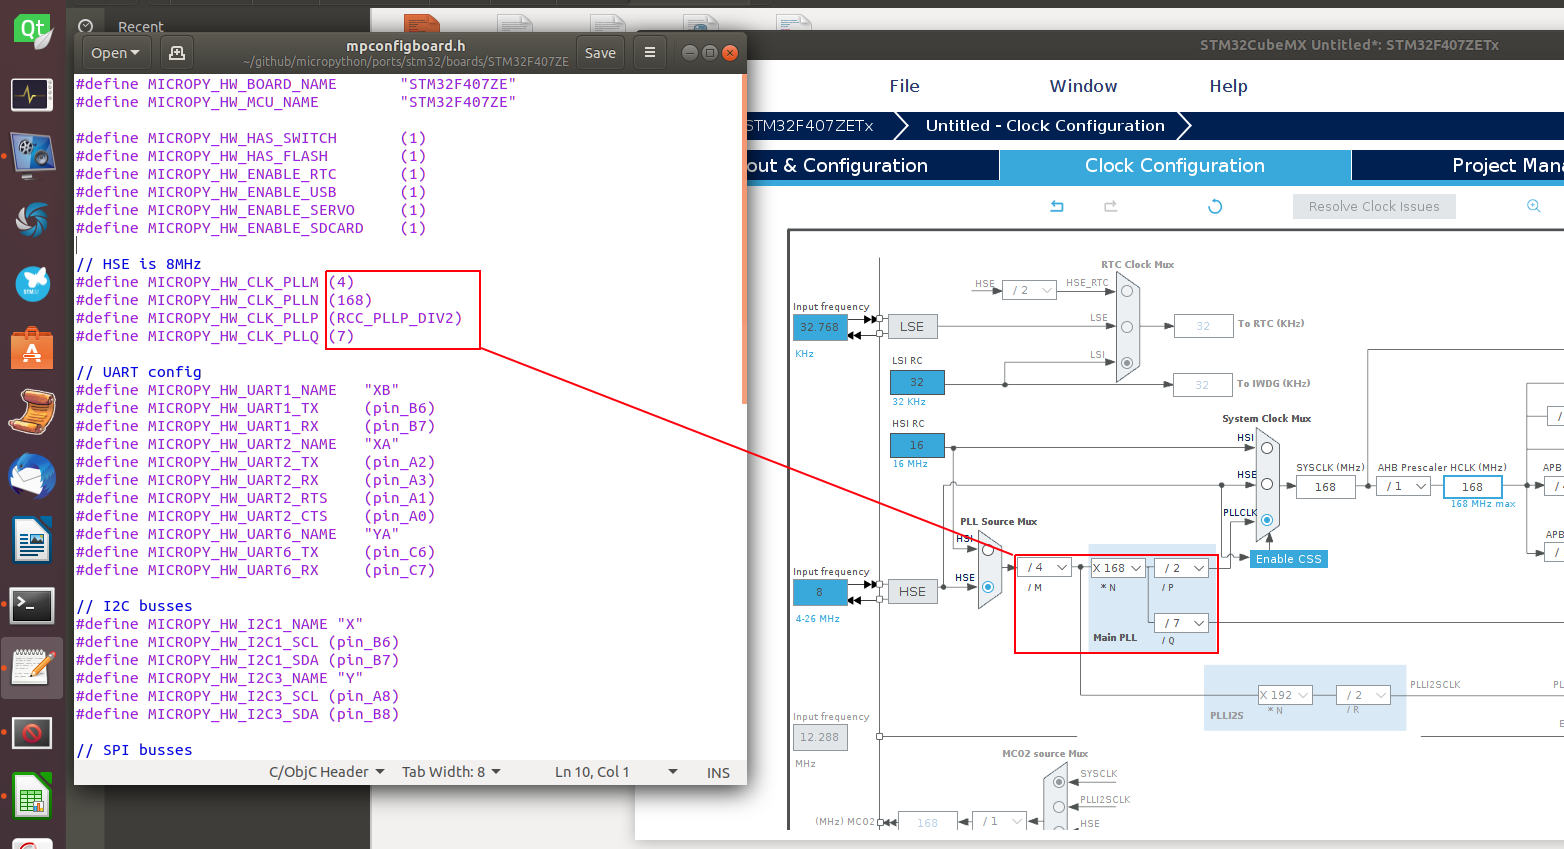 Recent
Open
mpconfigboard.h
~/github/micropython/ports/stm32/boards/STM32F407ZE
Save
#define MICROPY_HW_BOARD_NAME "STM32F407ZE"
#define MICROPY_HW_MCU_NAME "STM32F407ZE"
#define MICROPY_HW_HAS_SWITCH (1)
#define MICROPY_HW_HAS_FLASH (1)
#define MICROPY_HW_ENABLE_RTC (1)
#define MICROPY_HW_ENABLE_USB (1)
#define MICROPY_HW_ENABLE_SERVO (1)
#define MICROPY_HW_ENABLE_SDCARD (1)
// HSE is 8MHz
#define MICROPY_HW_CLK_PLLM (4)
#define MICROPY_HW_CLK_PLLN (168)
#define MICROPY_HW_CLK_PLLP (RCC_PLLP_DIV2)
#define MICROPY_HW_CLK_PLLQ (7)
// UART config
#define MICROPY_HW_UART1_NAME "XB"
#define MICROPY_HW_UART1_TX (pin_B6)
#define MICROPY_HW_UART1_RX (pin_B7)
#define MICROPY_HW_UART2_NAME "XA"
#define MICROPY_HW_UART2_TX (pin_A2)
#define MICROPY_HW_UART2_RX (pin_A3)
#define MICROPY_HW_UART2_RTS (pin_A1)
#define MICROPY_HW_UART2_CTS (pin_A0)
#define MICROPY_HW_UART6_NAME "YA"
#define MICROPY_HW_UART6_TX (pin_C6)
#define MICROPY_HW_UART6_RX (pin_C7)
// I2C busses
#define MICROPY_HW_I2C1_NAME "X"
#define MICROPY_HW_I2C1_SCL (pin_B6)
#define MICROPY_HW_I2C1_SDA (pin_B7)
#define MICROPY_HW_I2C3_NAME "Y"
#define MICROPY_HW_I2C3_SCL (pin_A8)
#define MICROPY_HW_I2C3_SDA (pin_B8)
// SPI busses
C/ObjC Header Tab Width: 8 Ln 10, Col 1 INS
STM32CubeMX Untitled*: STM32F407ZETx
File Window Help
STM32F407ZETx Untitled - Clock Configuration
out & Configuration Clock Configuration Project Mana
Resolve Clock Issues
RTC Clock Mux
HSE / 2 HSE_RTC
Input frequency
32.768 LSE LSE 32 To RTC (KHz)
KHz
LSI RC LSI
32 32 To IWDG (KHz)
32 KHz
HSI RC
16
16 MHz
System Clock Mux
HSI
HSE
PLLCLK
SYSCLK (MHz) AHB Prescaler HCLK (MHz) APB
168 / 1 168
168 MHz max
APB
Enable CSS
PLL Source Mux
HSI
HSE
Input frequency
8 HSE
4-26 MHz
/ 4 X 168 / 2
/ M * N / P
/ 7
Main PLL / Q
X 192 / 2 PLLI2SCLK PL
PLLI2S * N / R
Input frequency
12.288
MHz
MCO2 source Mux
SYSCLK
PLLI2SCLK
(MHz) MCO2 168 / 1 HSE